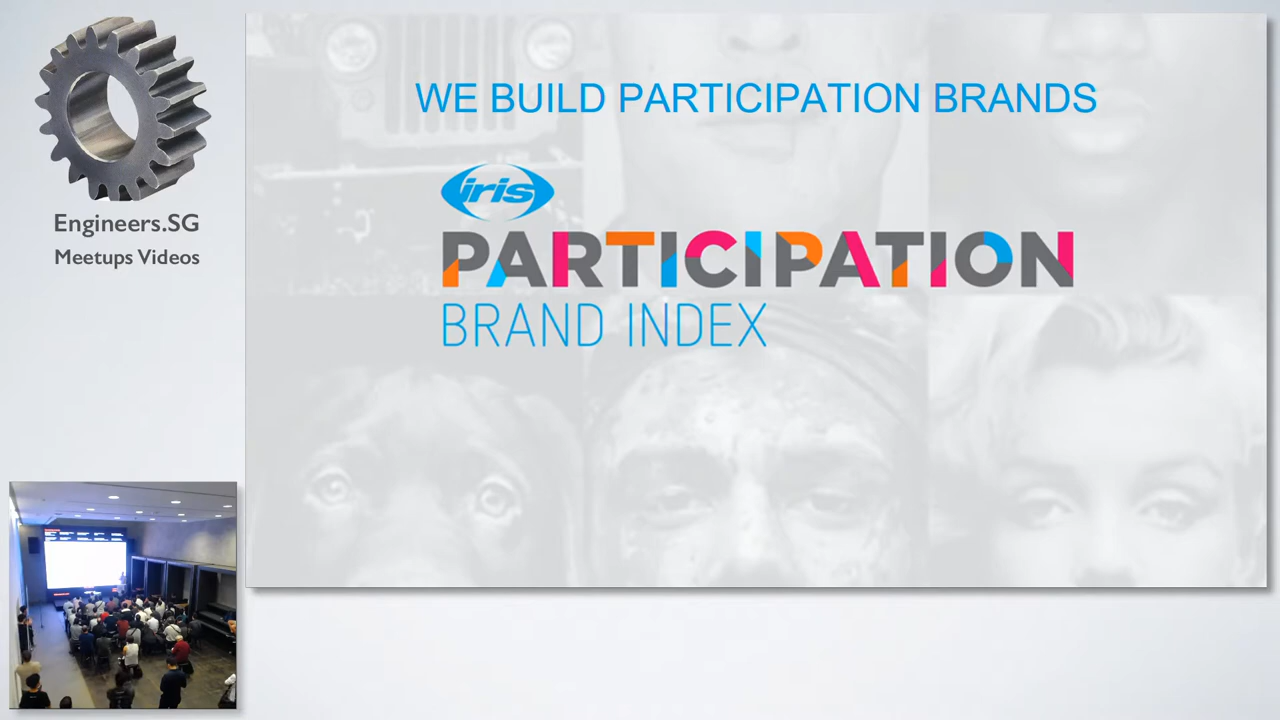 Engineers.SG
Meetups Videos
WE BUILD PARTICIPATION BRANDS
iris
PARTICIPATION
BRAND INDEX